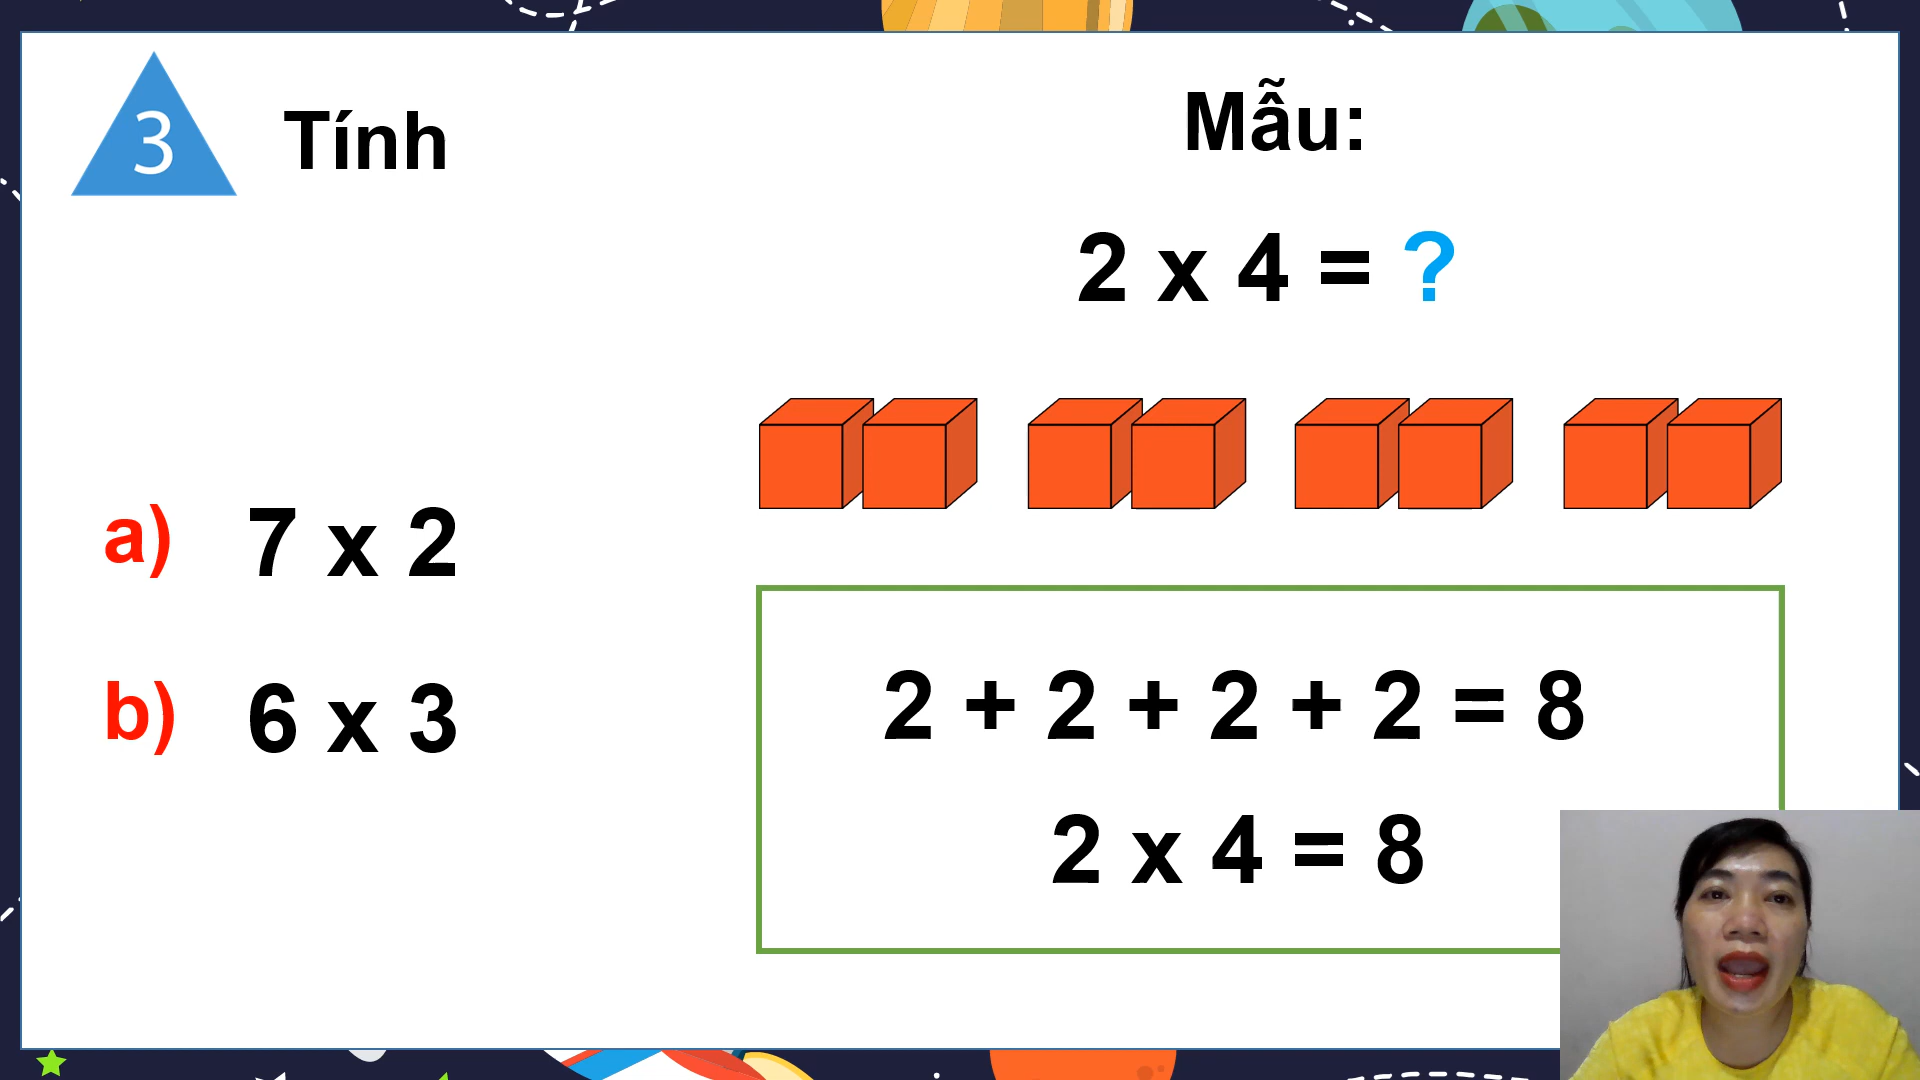 3
Tính
Mẫu:
2 x 4 = ?
a) 7 x 2
b) 6 x 3
2 + 2 + 2 + 2 = 8
2 x 4 = 8